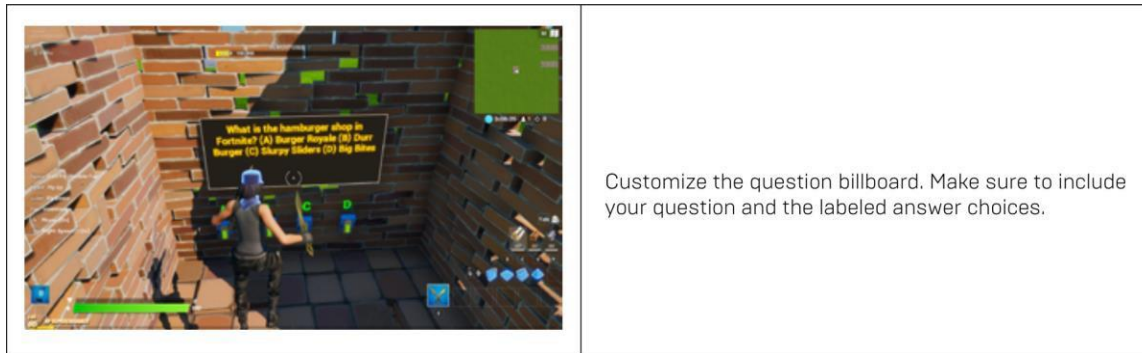 What is the hamburger shop in
Fortnite? (A) Burger Royale (B) Durr
Burger (C) Slurpy Sliders (D) Big Bites
C D
Customize the question billboard. Make sure to include
your question and the labeled answer choices.